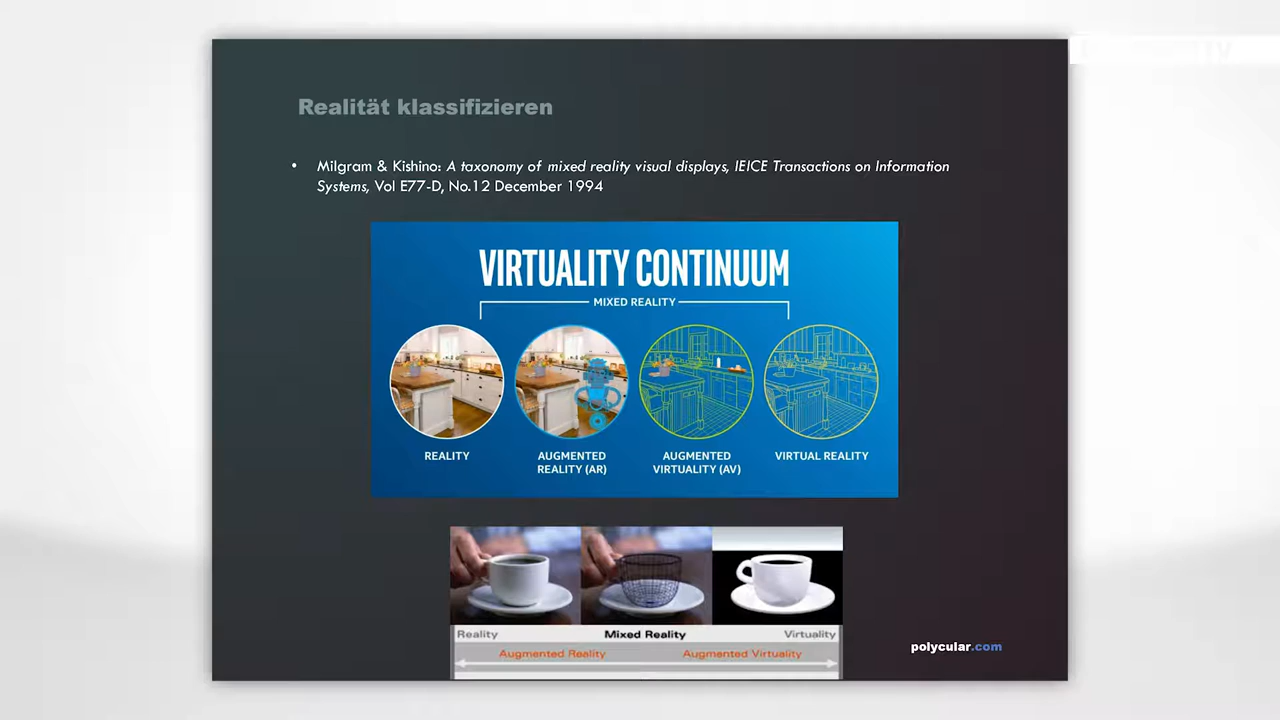 Realität klassifizieren
• Milgram & Kishino: A taxonomy of mixed reality visual displays, IEICE Transactions on Information
Systems, Vol E77-D, No.12 December 1994
VIRTUALITY CONTINUUM
MIXED REALITY
REALITY
AUGMENTED
REALITY (AR)
AUGMENTED
VIRTUALITY (AV)
VIRTUAL REALITY
Reality Mixed Reality Virtuality
Augmented Reality Augmented Virtuality
polycular.com